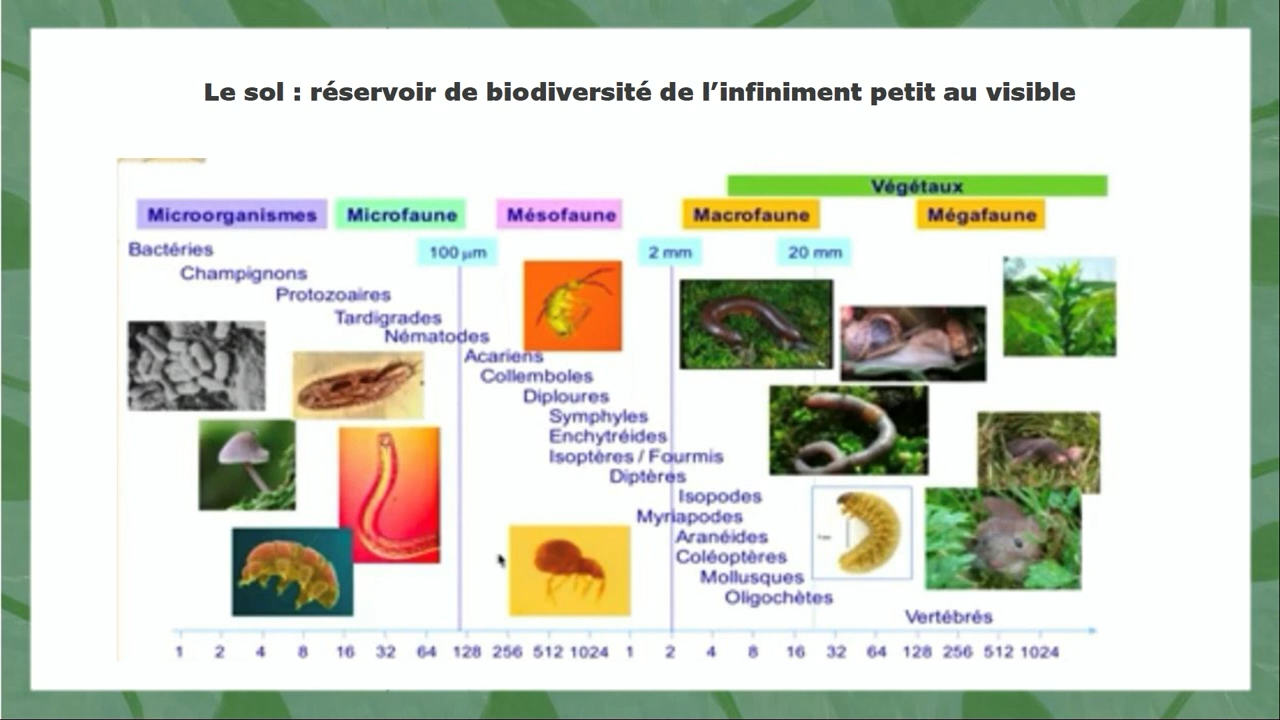 Le sol : réservoir de biodiversité de l’infiniment petit au visible
Végétaux
Microorganismes Microfaune Mésofaune Macrofaune Mégafaune
Bactéries 100 µm 2 mm 20 mm
Champignons
Protozoaires
Tardigrades
Nématodes
Acariens
Collemboles
Diploures
Symphyles
Enchytréides
Isoptères / Fourmis
Diptères
Isopodes
Myriapodes
Aranéides
Coléoptères
Mollusques
Oligochètes
Vertébrés
1 2 4 8 16 32 64 128 256 512 1024 1 2 4 8 16 32 64 128 256 512 1024